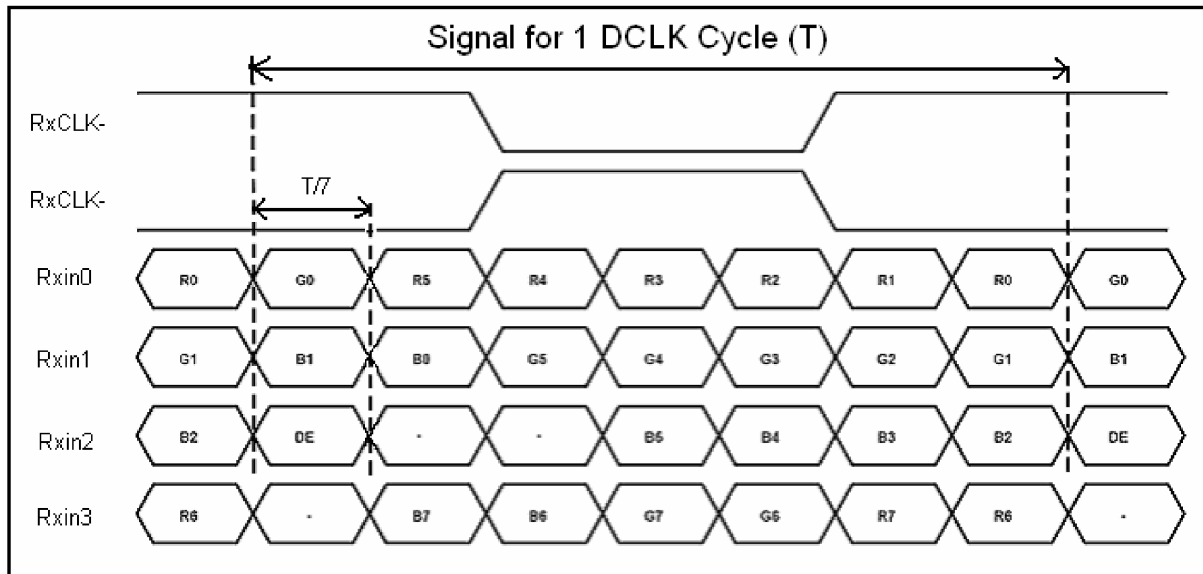 Signal for 1 DCLK Cycle (T)
RxCLK-
T/7
RxCLK-
Rxin0 R0 G0 R5 R4 R3 R2 R1 R0 G0
Rxin1 G1 B1 B0 G5 G4 G3 G2 G1 B1
Rxin2 B2 DE - - B5 B4 B3 B2 DE
Rxin3 R6 - B7 B6 G7 G6 R7 R6 -